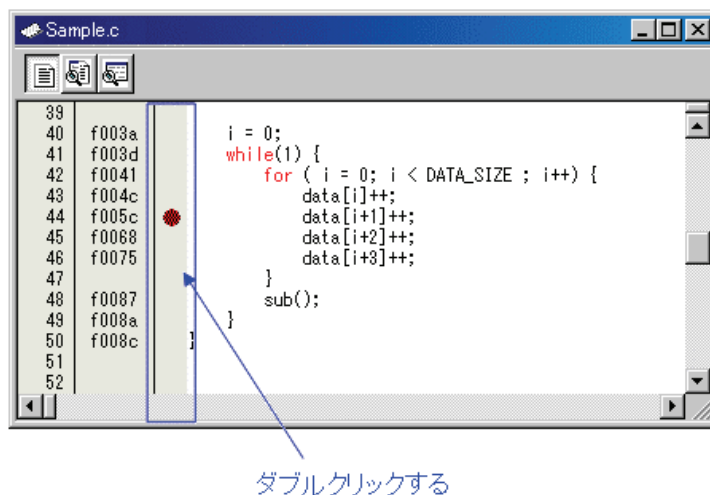 Sample.c
39
40 f003a i = 0;
41 f003d while(1) {
42 f0041 for ( i = 0; i < DATA_SIZE ; i++) {
43 f004c data[i]++;
44 f005c data[i+1]++;
45 f0068 data[i+2]++;
46 f0075 data[i+3]++;
47 }
48 f0087 sub();
49 f008a }
50 f008c }
51
52
ダブルクリックする